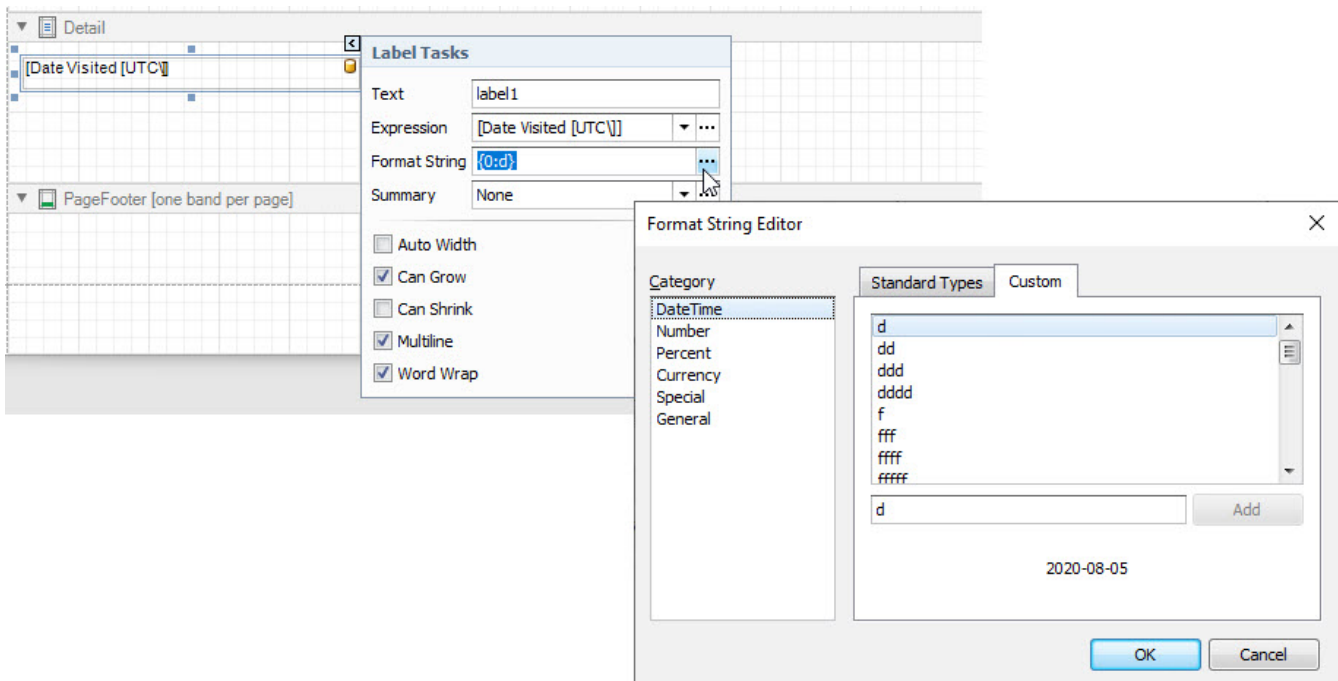 Detail
[Date Visited [UTC\]]
Label Tasks
Text label1
Expression [Date Visited [UTC\]] ...
Format String {0:d} ...
Summary None ...
Auto Width
Can Grow
Can Shrink
Multiline
Word Wrap
PageFooter [one band per page]
Format String Editor
Category
DateTime
Number
Percent
Currency
Special
General
Standard Types Custom
d
dd
ddd
dddd
f
fff
ffff
fffff
d Add
2020-08-05
OK Cancel